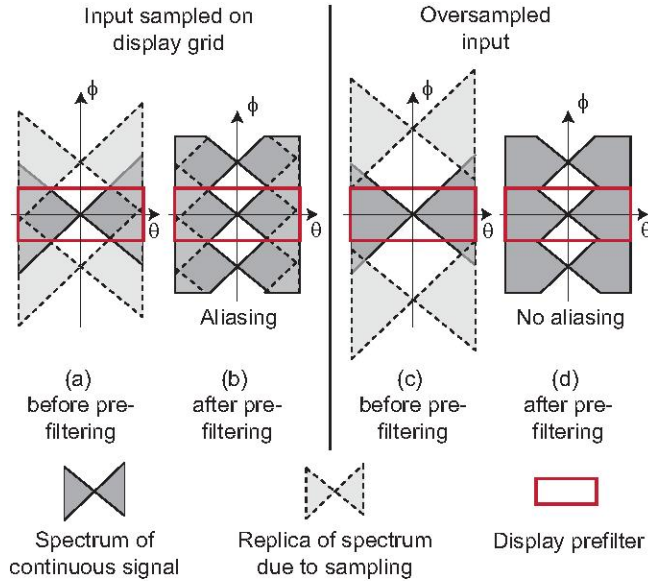 Input sampled on
display grid
Oversampled
input
ϕ
θ
ϕ
θ
ϕ
θ
ϕ
θ
Aliasing
No aliasing
(a)
before pre-
filtering
(b)
after pre-
filtering
(c)
before pre-
filtering
(d)
after pre-
filtering
Spectrum of
continuous signal
Replica of spectrum
due to sampling
Display prefilter